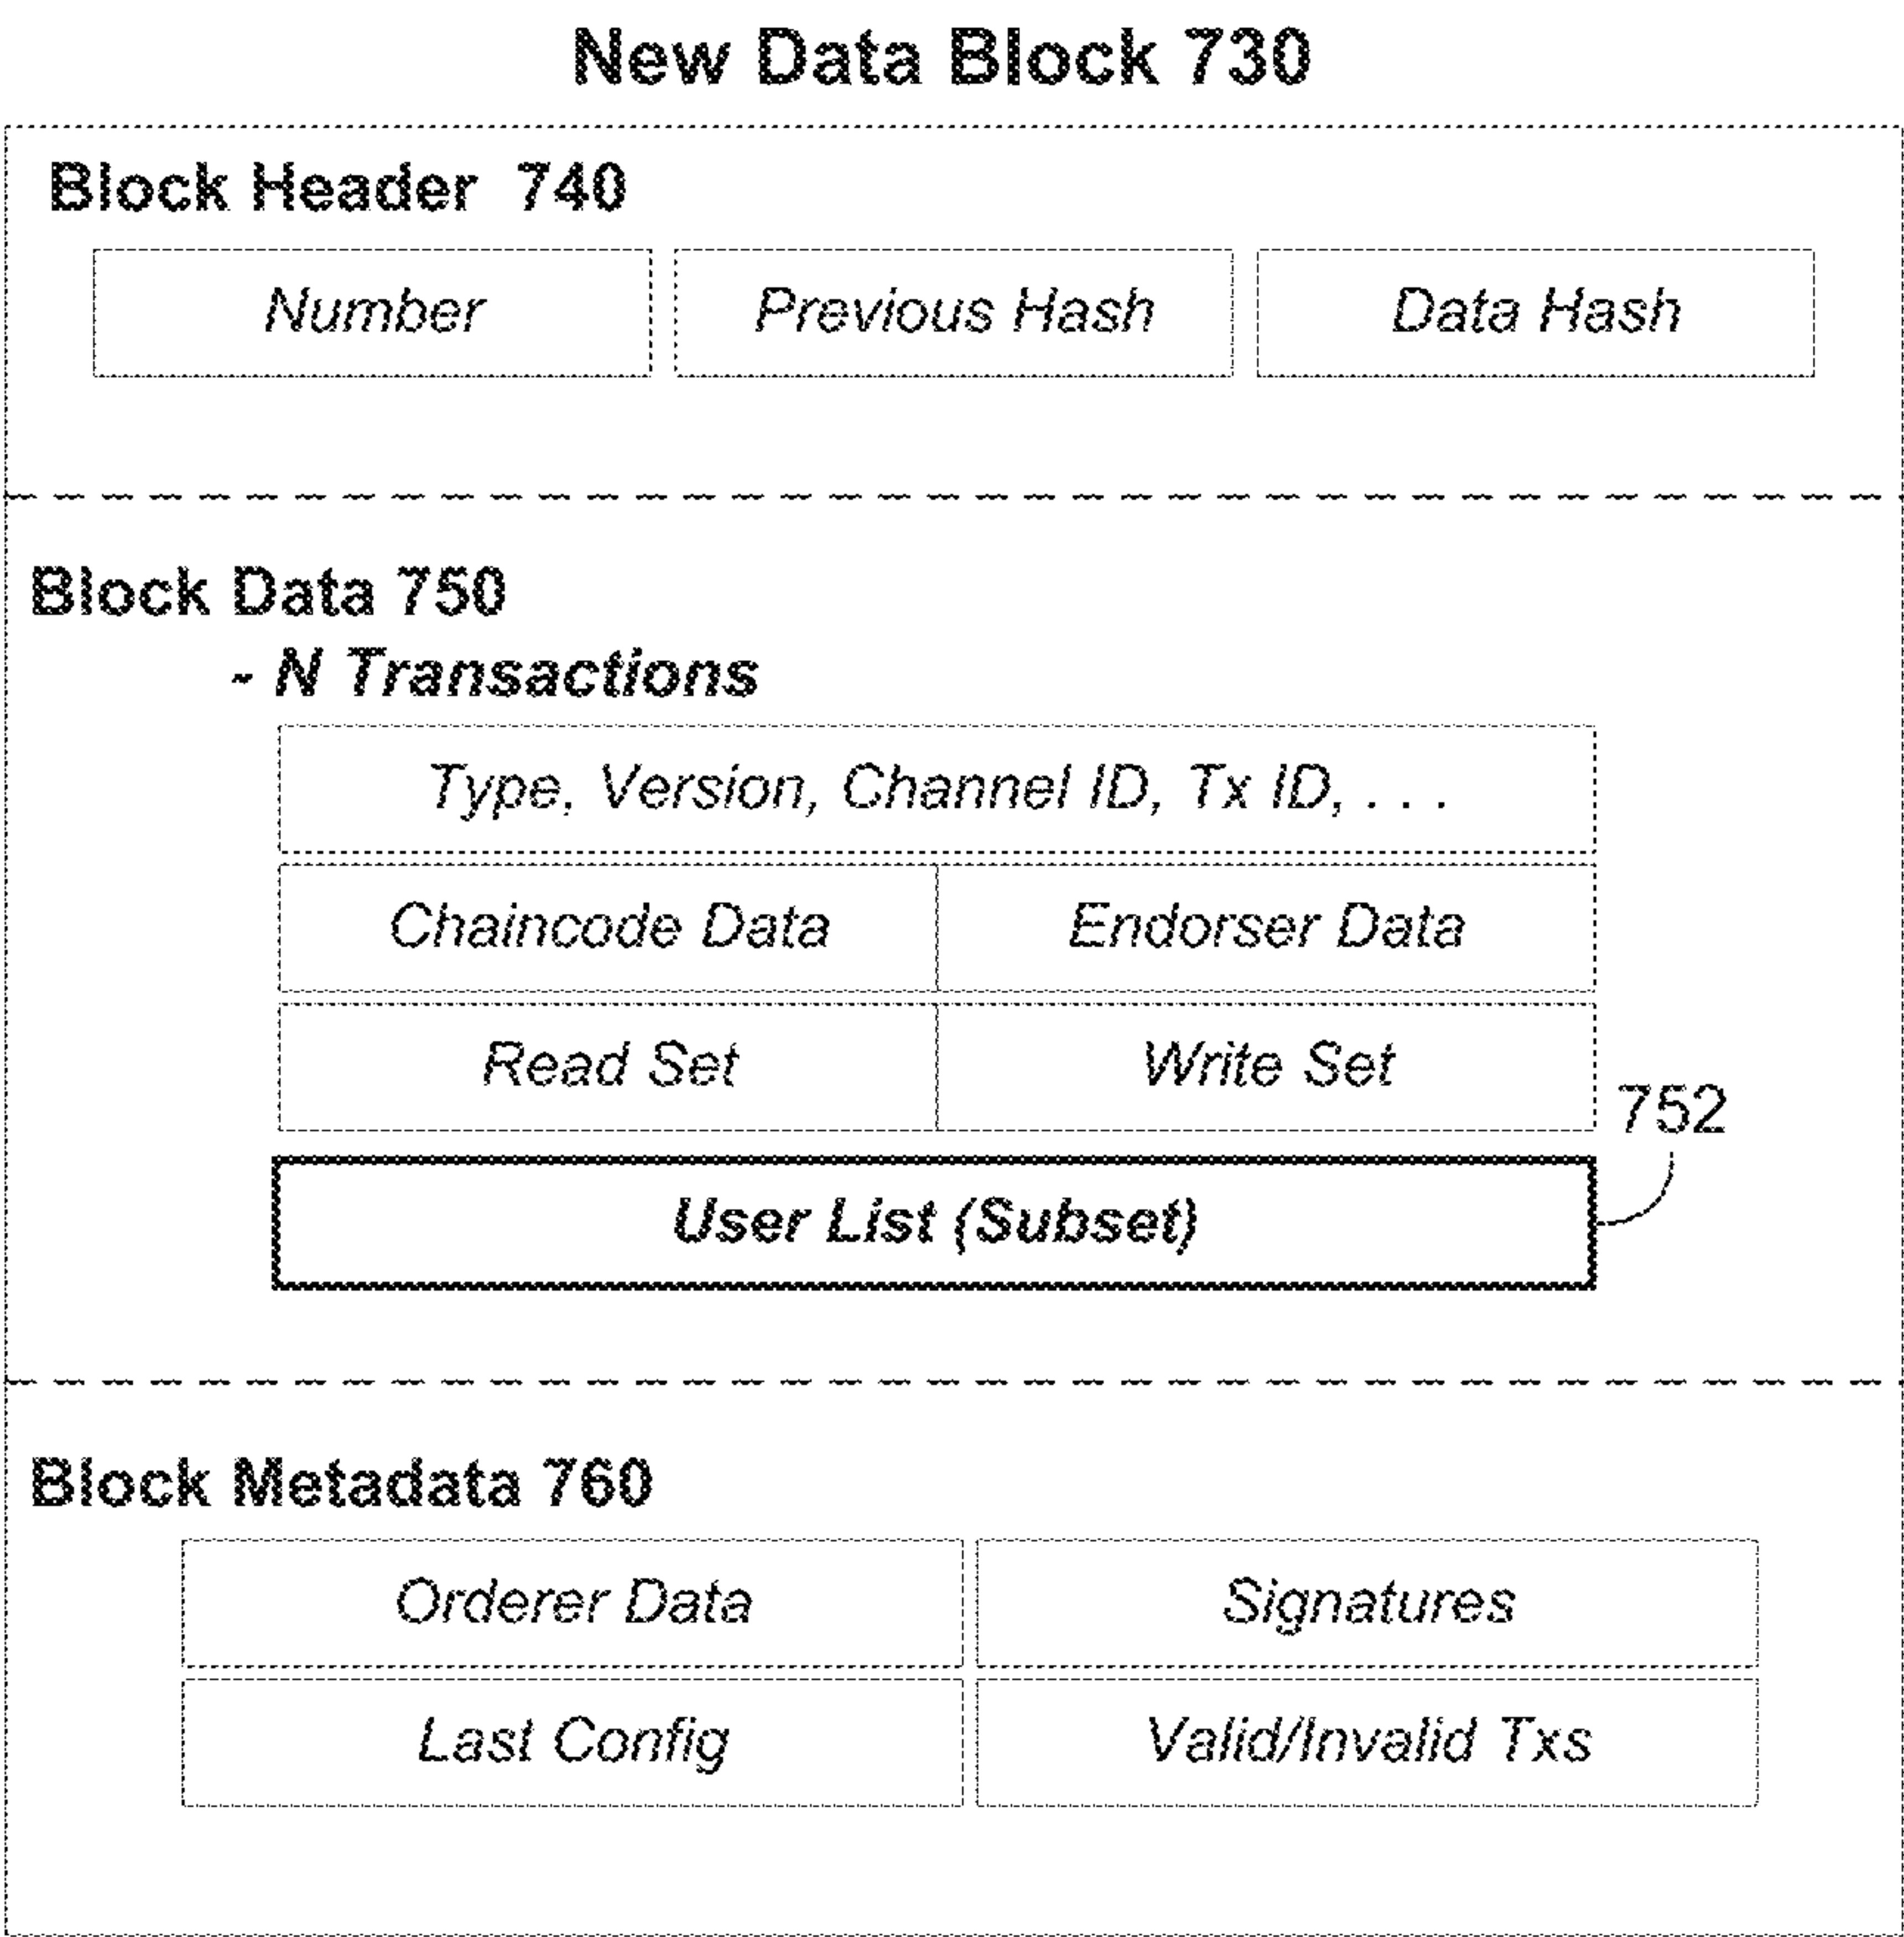 New Data Block 730
Block Header 740
Number Previous Hash Data Hash
Block Data 750
- N Transactions
Type, Version, Channel ID, Tx ID, . . .
Chaincode Data Endorser Data
Read Set Write Set
752
User List (Subset)
Block Metadata 760
Orderer Data Signatures
Last Config Valid/Invalid Txs